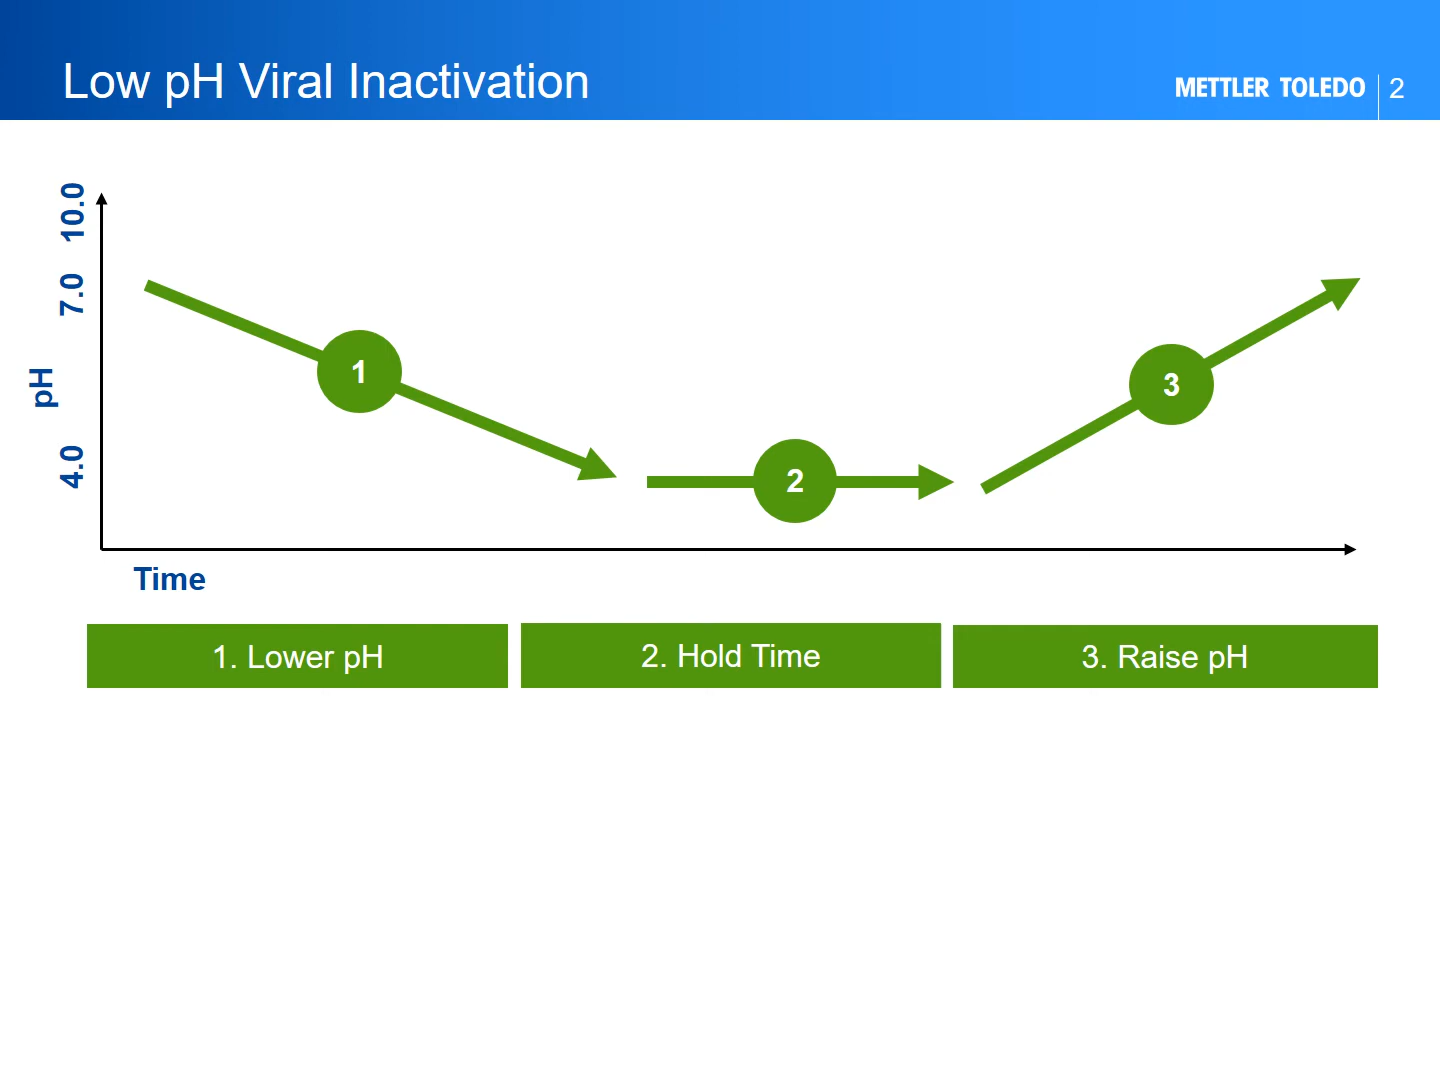 Low pH Viral Inactivation
METTLER TOLEDO
2
10.0
7.0
pH
4.0
1
2
3
Time
1. Lower pH
2. Hold Time
3. Raise pH